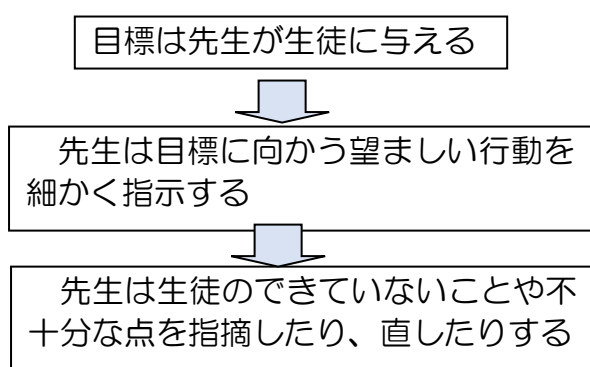 目標は先生が生徒に与える
先生は目標に向かう望ましい行動を
細かく指示する
先生は生徒のできていないことや不
十分な点を指摘したり、直したりする